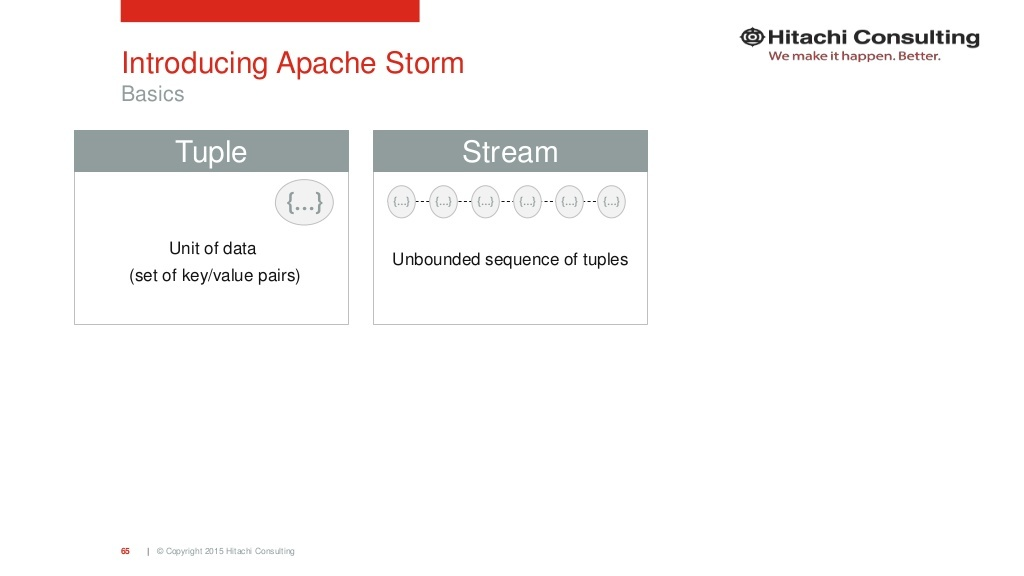 Hitachi Consulting
We make it happen. Better.
Introducing Apache Storm
Basics
Tuple
{...}
Unit of data
(set of key/value pairs)
Stream
{...} {...} {...} {...} {...} {...}
Unbounded sequence of tuples
65 | © Copyright 2015 Hitachi Consulting